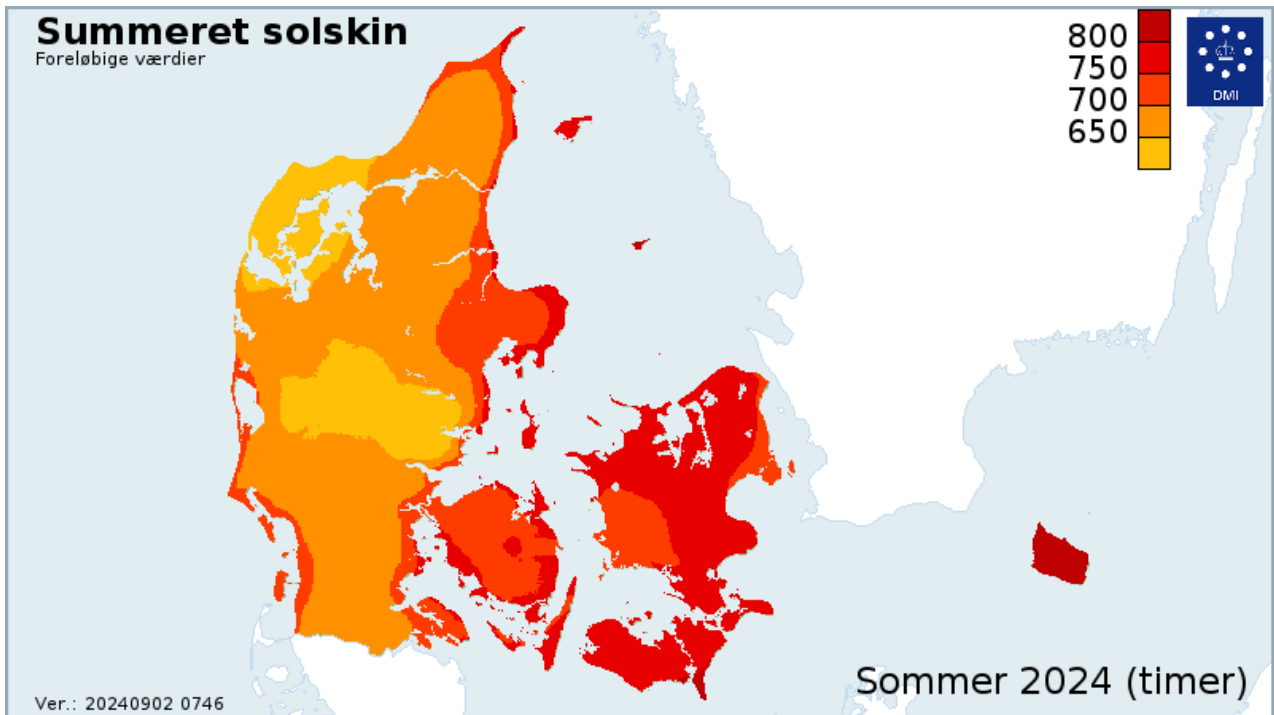 Summeret solskin
Foreløbige værdier
800
750
700
650
DMI
Sommer 2024 (timer)
Ver.: 20240902 0746